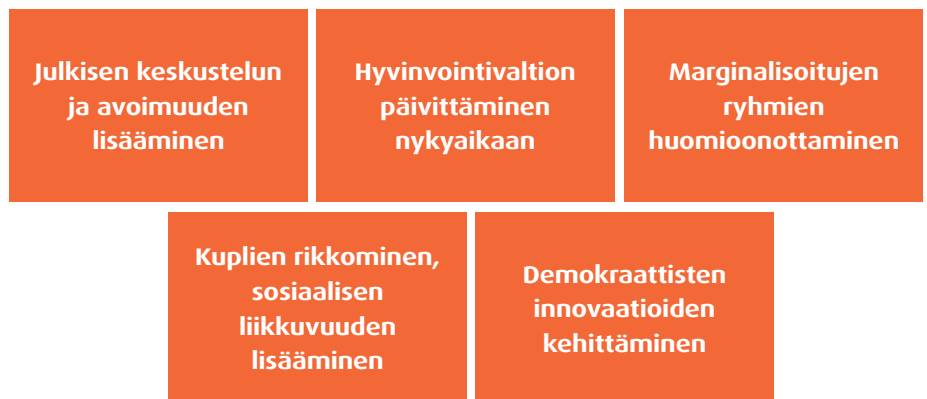 Julkisen keskustelun
ja avoimuuden
lisääminen
Hyvinvointivaltion
päivittäminen
nykyaikaan
Marginalisoitujen
ryhmien
huomioonottaminen
Kuplien rikkominen,
sosiaalisen
liikkuvuuden
lisääminen
Demokraattisten
innovaatioiden
kehittäminen